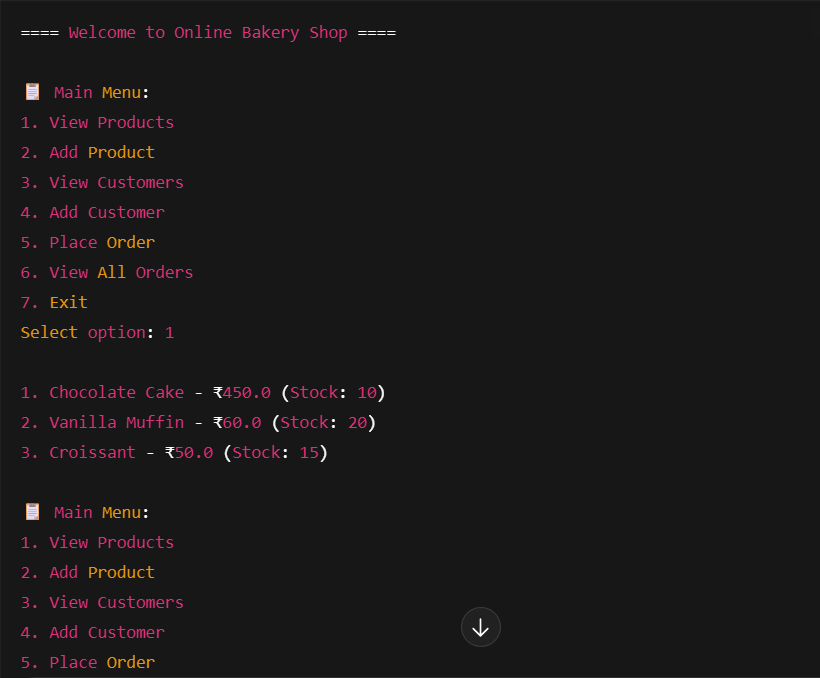 ==== Welcome to Online Bakery Shop ====
📋 Main Menu:
1. View Products
2. Add Product
3. View Customers
4. Add Customer
5. Place Order
6. View All Orders
7. Exit
Select option: 1
1. Chocolate Cake - ₹450.0 (Stock: 10)
2. Vanilla Muffin - ₹60.0 (Stock: 20)
3. Croissant - ₹50.0 (Stock: 15)
📋 Main Menu:
1. View Products
2. Add Product
3. View Customers
4. Add Customer
5. Place Order